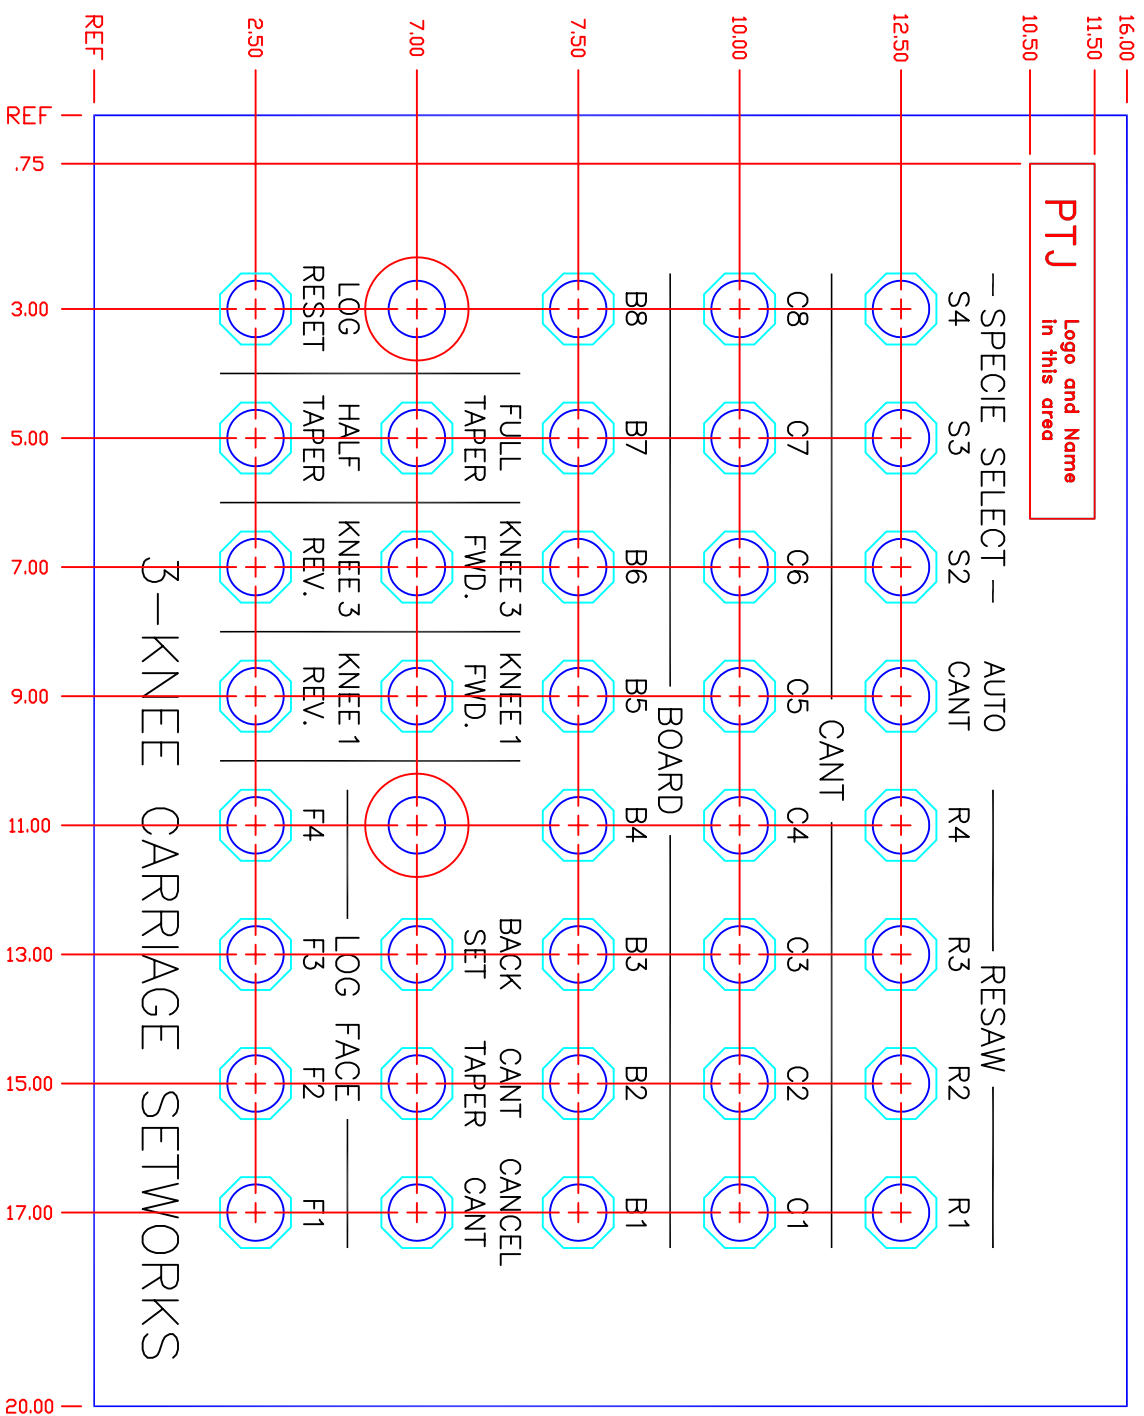 16.00
11.50
10.50
PTJ
Logo and Name
in this area
— SPECIE SELECT —
AUTO
CANT
RESAW
S4 S3 S2 R4 R3 R2 R1
12.50
CANT
C8 C7 C6 C5 C4 C3 C2 C1
10.00
BOARD
B8 B7 B6 B5 B4 B3 B2 B1
7.50
FULL
TAPER
KNEE 3
FWD.
KNEE 1
FWD.
BACK
SET
CANT
TAPER
CANCEL
CANT
7.00
LOG
RESET
HALF
TAPER
KNEE 3
REV.
KNEE 1
REV.
LOG FACE
F4 F3 F2 F1
2.50
3-KNEE CARRIAGE SETWORKS
REF
REF
.75
3.00
5.00
7.00
9.00
11.00
13.00
15.00
17.00
20.00